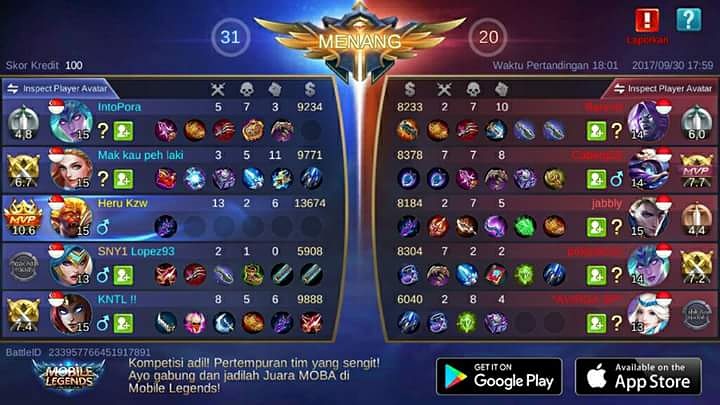 31
MENANG
20
Laporkan
?
Skor Kredit 100
Waktu Pertandingan 18:01 2017/09/30 17:59
Inspect Player Avatar $
$ Inspect Player Avatar
4,8 15 IntoPora 5 7 3 9234
?
8233 2 7 10 14 6,0
?
6.7 15 Mak kau peh laki 3 5 11 9771
?
8378 7 7 8 14 7.7
MVP 10.6 15 Heru Kzw 13 2 6 13674
8184 2 7 5 jabbly 15 4,4
13 SNY1 Lopez93 2 1 0 5908
8304 7 2 2 14 7.2
?
7.4 15 KNTL !! 8 5 6 9888
6040 2 8 4 13
?
BattleID 233957766451917891
MOBILE LEGENDS
Kompetisi adil! Pertempuran tim yang sengit!
Ayo gabung dan jadilah Juara MOBA di
Mobile Legends!
GET IT ON
Google Play
Available on the
App Store